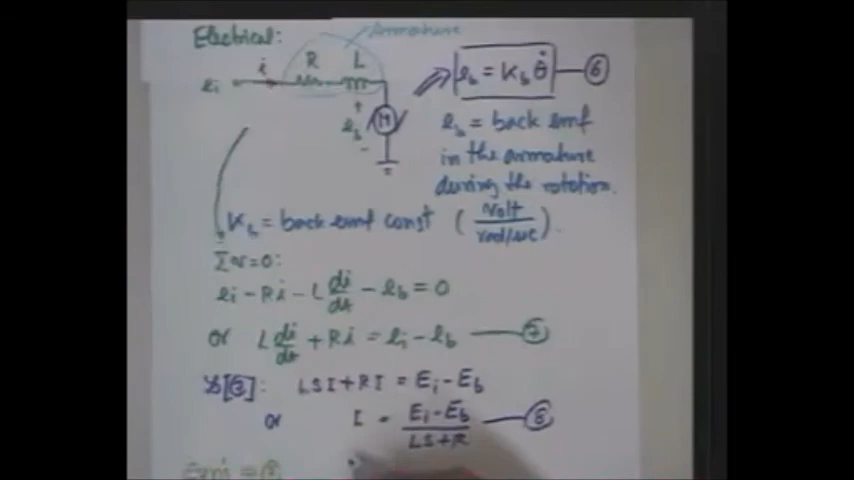 Electrical:
Armature
i R L
ei
eb = Kb θ̇ — 6
+
eb M
-
eb = back emf
in the armature
during the rotation.
Kb = back emf const (volt / rad/sec).
Σv=0:
ei - Ri - L di/dt - eb = 0
or L di/dt + Ri = ei - eb — 7
LSI + RI = Ei - Eb
or I = (Ei - Eb) / (LS + R) — 8